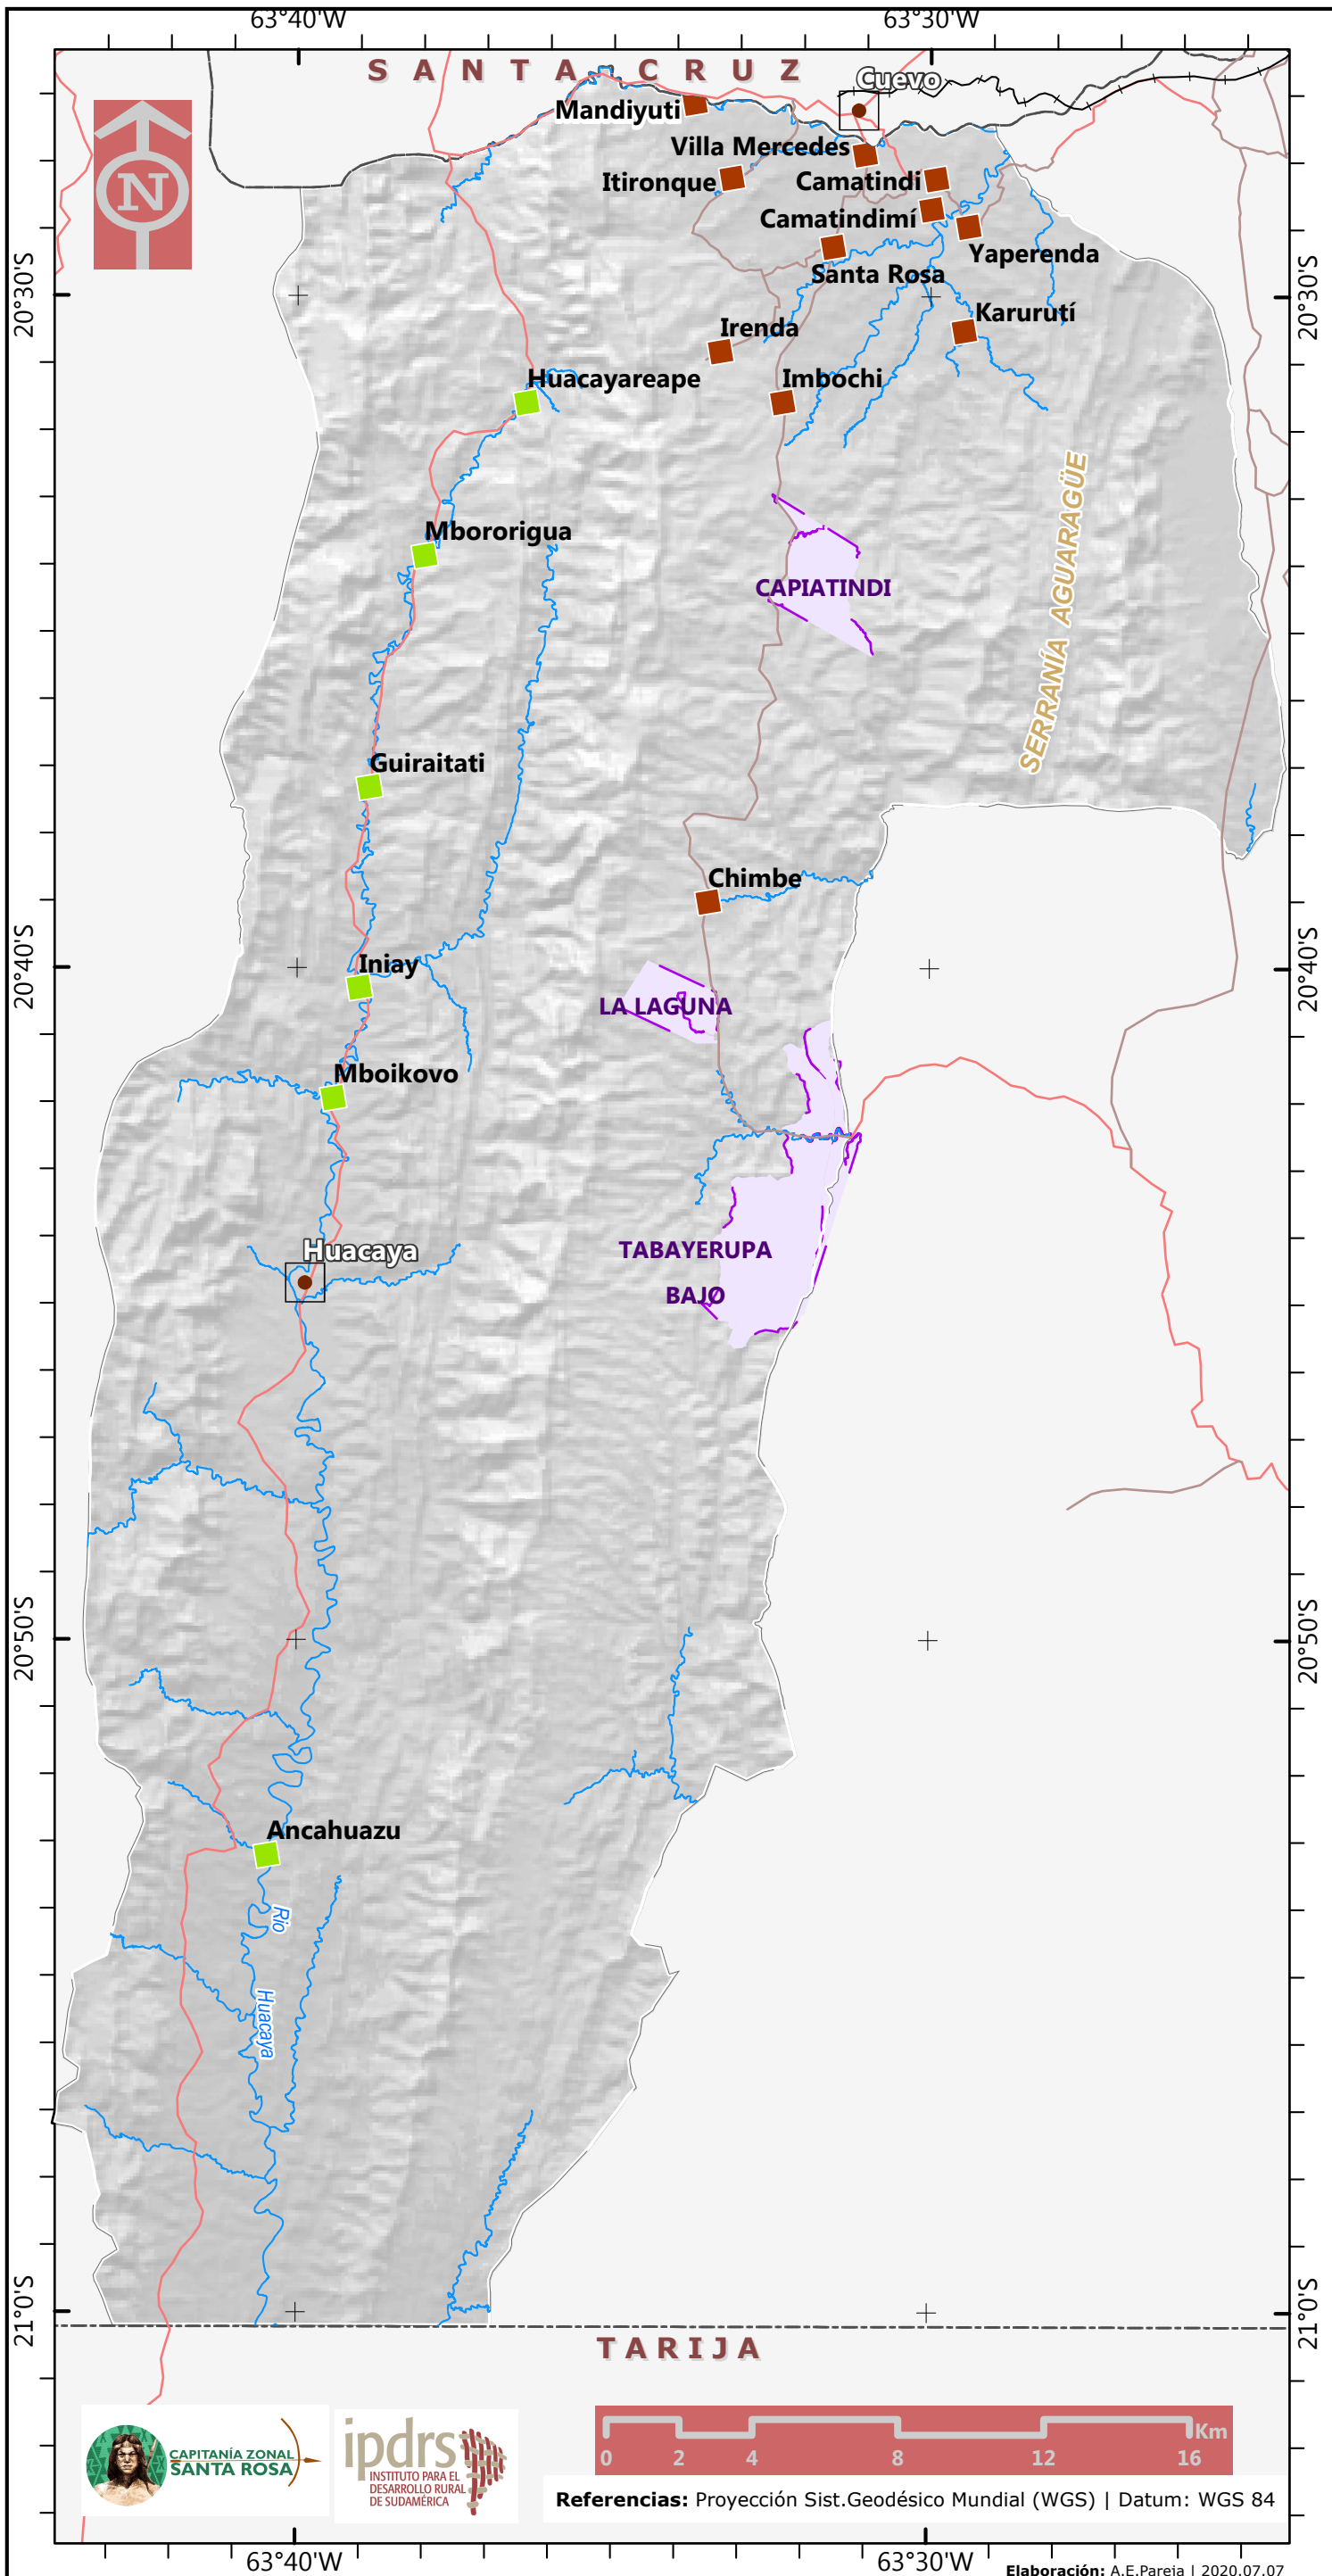 63°40'W
63°30'W
SANTA CRUZ
Cuevo
Mandiyuti
Villa Mercedes
Itironque
Camatindi
N
Camatindimí
Yaperenda
Santa Rosa
20°30'S
20°30'S
Karurutí
Irenda
Huacayareape
Imbochi
Mbororigua
CAPIATINDI
SERRANÍA AGUARAGÜE
Guiraitati
Chimbe
20°40'S
20°40'S
Iniay
LA LAGUNA
Mboikovo
Huacaya
TABAYERUPA
BAJO
20°50'S
20°50'S
Ancahuazu
Rio
Huacaya
21°0'S
21°0'S
TARIJA
CAPITANÍA ZONAL
SANTA ROSA
ipdrs
INSTITUTO PARA EL
DESARROLLO RURAL
DE SUDAMÉRICA
Km
0 2 4 8 12 16
Referencias: Proyección Sist.Geodésico Mundial (WGS) | Datum: WGS 84
63°40'W
63°30'W
Elaboración: A.E.Pareja | 2020.07.07